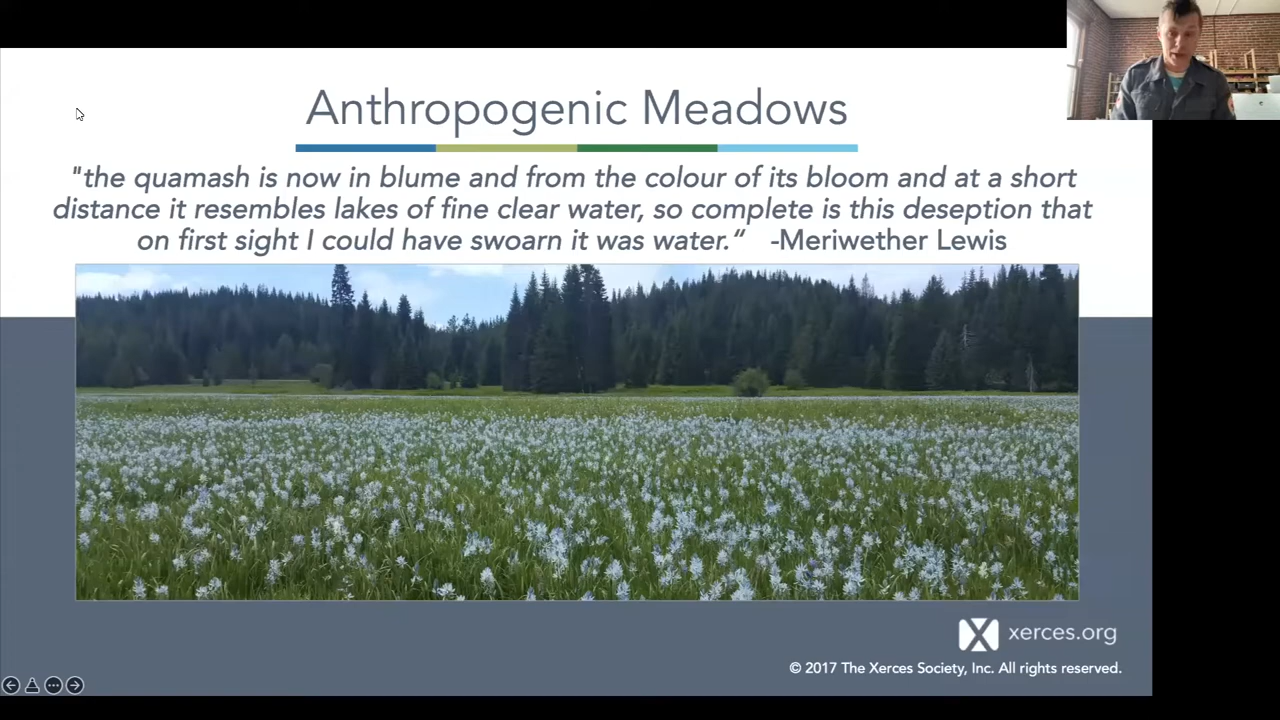 Anthropogenic Meadows
"the quamash is now in blume and from the colour of its bloom and at a short
distance it resembles lakes of fine clear water, so complete is this deseption that
on first sight I could have swoarn it was water.“ -Meriwether Lewis
xerces.org
© 2017 The Xerces Society, Inc. All rights reserved.